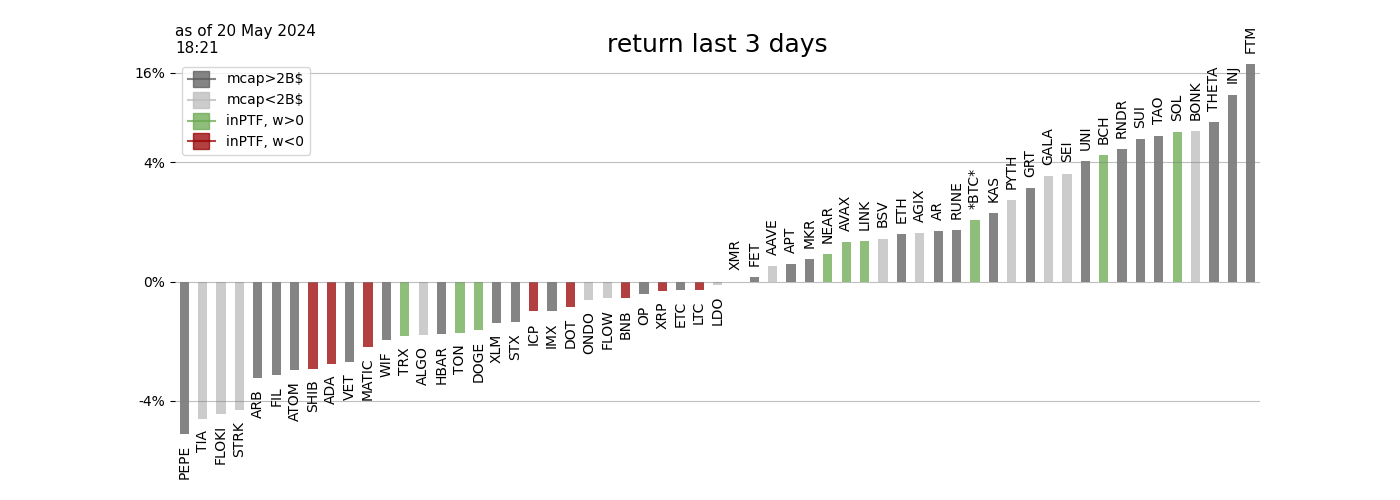 as of 20 May 2024
18:21
return last 3 days
16%
4%
0%
-4%
mcap>2B$
mcap<2B$
inPTF, w>0
inPTF, w<0
PEPE
TIA
FLOKI
STRK
ARB
FIL
ATOM
SHIB
ADA
VET
MATIC
WIF
TRX
ALGO
HBAR
TON
DOGE
XLM
STX
ICP
IMX
DOT
ONDO
FLOW
BNB
OP
XRP
ETC
LTC
LDO
XMR
FET
AAVE
APT
MKR
NEAR
AVAX
LINK
BSV
ETH
AGIX
AR
RUNE
*BTC*
KAS
PYTH
GRT
GALA
SEI
UNI
BCH
RNDR
SUI
TAO
SOL
BONK
THETA
INJ
FTM